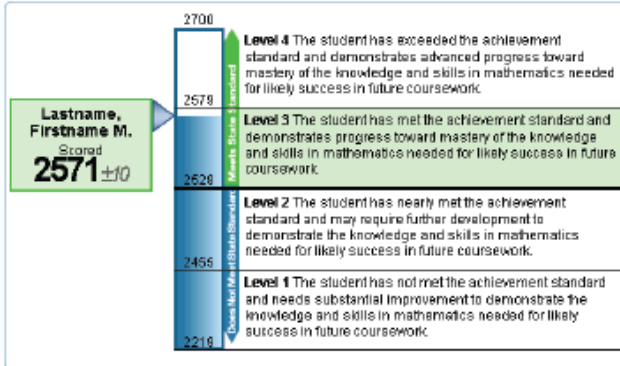 2700
Level 4 The student has exceeded the achievement
standard and demonstrates advanced progress toward
mastery of the knowledge and skills in mathematics needed
for likely success in future coursework.
2579
Lastname,
Firstname M.
Scored
2571 ±10
Level 3 The student has met the achievement standard and
demonstrates progress toward mastery of the knowledge
and skills in mathematics needed for likely success in future
coursework.
Meets State Standard
2528
Level 2 The student has nearly met the achievement
standard and may require further development to
demonstrate the knowledge and skills in mathematics
needed for likely success in future coursework.
2455
Does Not Meet State Standard
Level 1 The student has not met the achievement standard
and needs substantial improvement to demonstrate the
knowledge and skills in mathematics needed for likely
success in future coursework.
2219